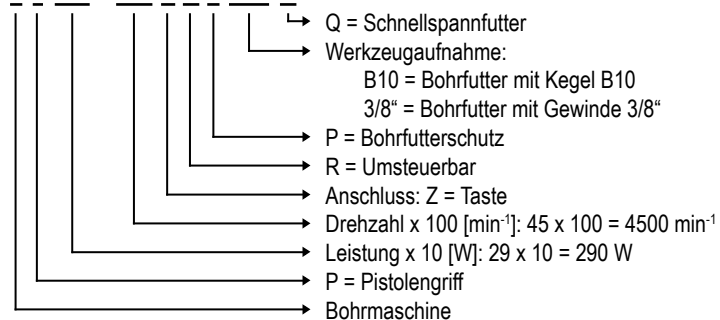 Q = Schnellspannfutter
Werkzeugaufnahme:
B10 = Bohrfutter mit Kegel B10
3/8“ = Bohrfutter mit Gewinde 3/8“
P = Bohrfutterschutz
R = Umsteuerbar
Anschluss: Z = Taste
Drehzahl x 100 [min⁻¹]: 45 x 100 = 4500 min⁻¹
Leistung x 10 [W]: 29 x 10 = 290 W
P = Pistolengriff
Bohrmaschine